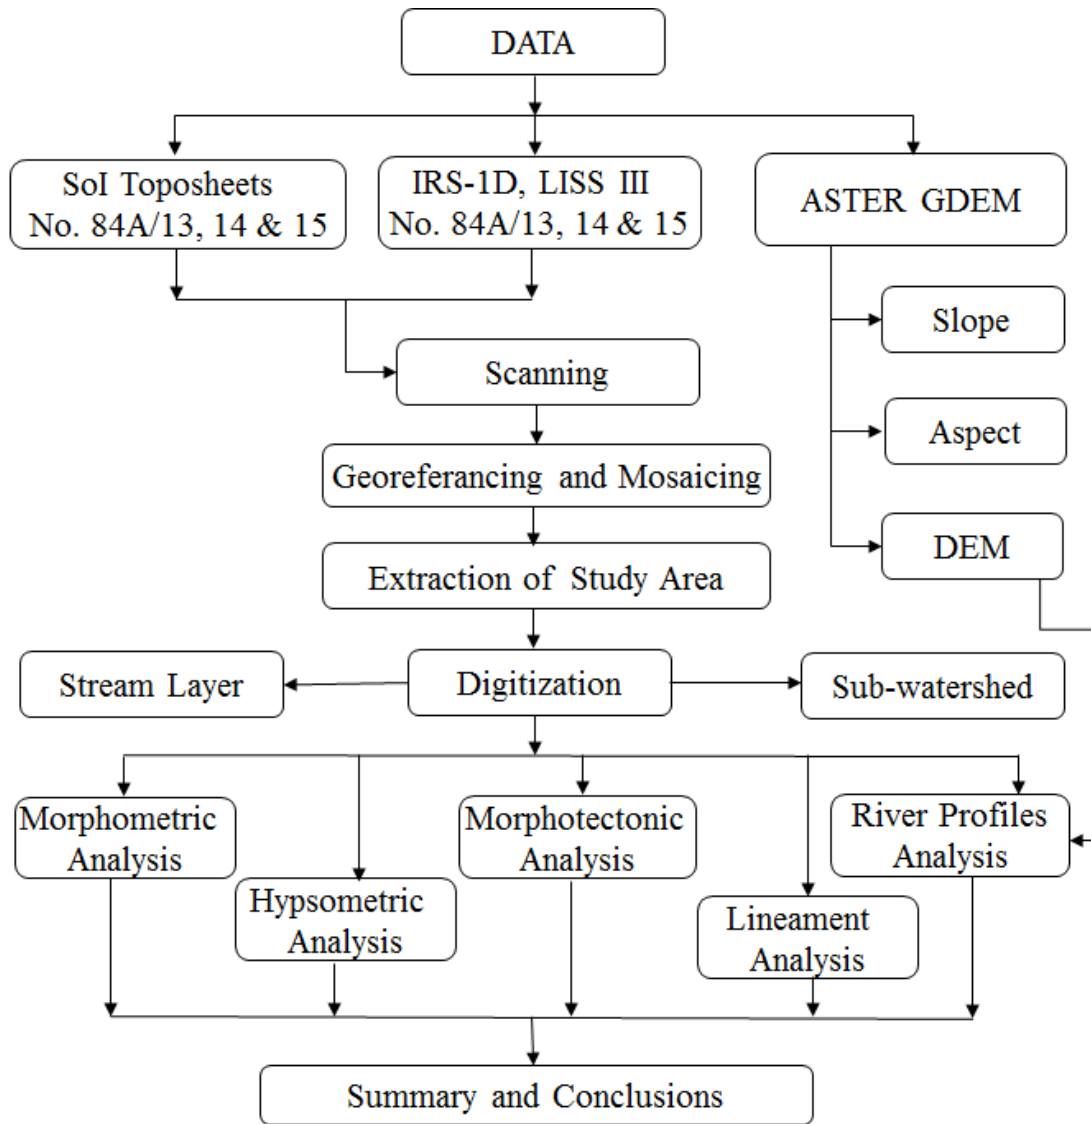 DATA
SoI Toposheets
No. 84A/13, 14 & 15
IRS-1D, LISS III
No. 84A/13, 14 & 15
ASTER GDEM
Slope
Scanning
Aspect
Georeferancing and Mosaicing
DEM
Extraction of Study Area
Stream Layer
Digitization
Sub-watershed
Morphometric
Analysis
Hypsometric
Analysis
Morphotectonic
Analysis
Lineament
Analysis
River Profiles
Analysis
Summary and Conclusions